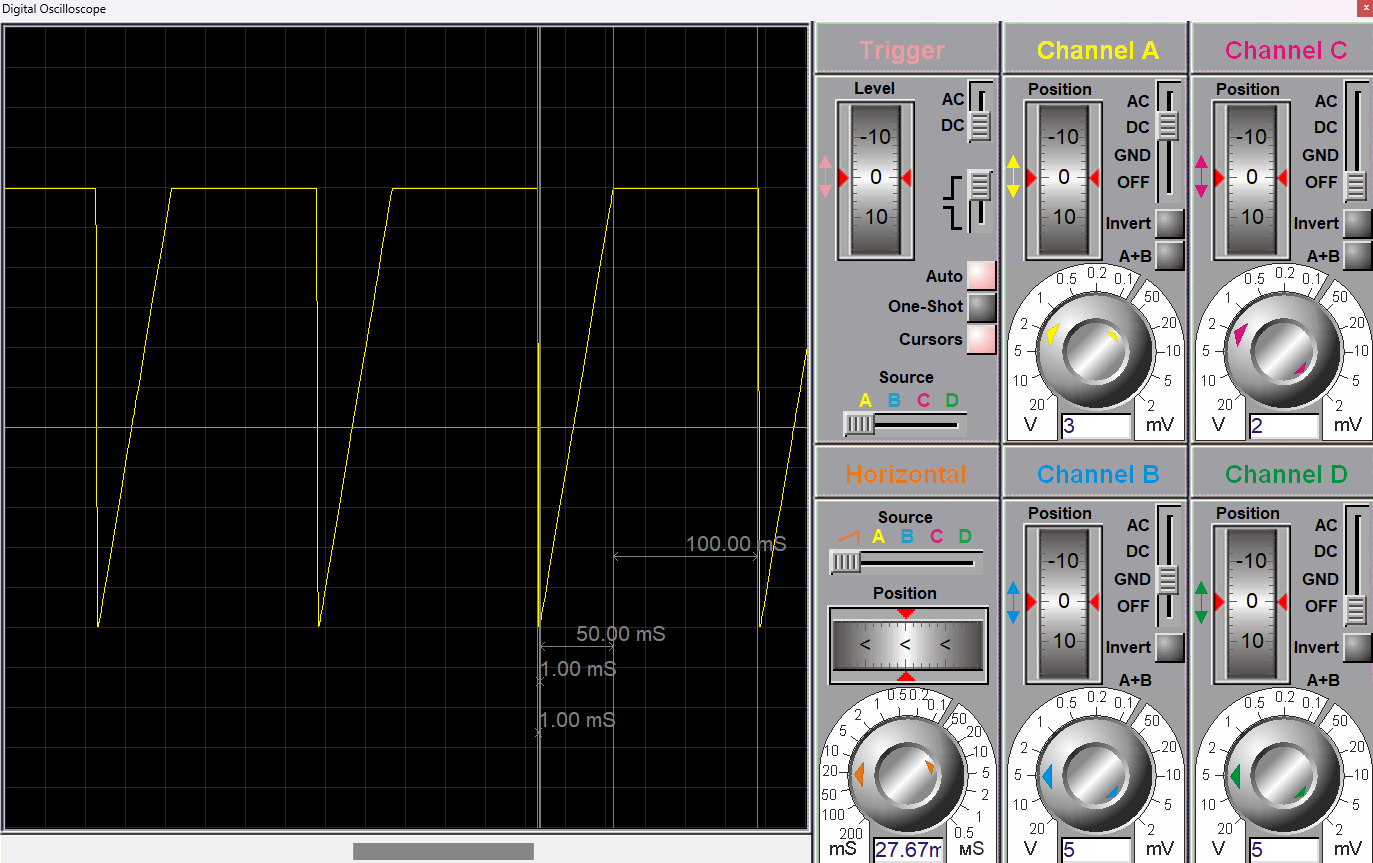 Digital Oscilloscope
x
100.00 mS
50.00 mS
1.00 mS
1.00 mS
Trigger
Level
-10
0
10
AC
DC
Auto
One-Shot
Cursors
Source
A B C D
Channel A
Position
-10
0
10
AC
DC
GND
OFF
Invert
A+B
20
10
5
2
1
0.5
0.2
0.1
50
20
10
5
2
V
3
mV
Channel C
Position
-10
0
10
AC
DC
GND
OFF
Invert
A+B
20
10
5
2
1
0.5
0.2
0.1
50
20
10
5
2
V
2
mV
Horizontal
Source
A B C D
Position
< < <
200
100
50
20
10
5
2
1
0.5
0.2
0.1
50
20
10
5
2
1
0.5
mS
27.67m
мS
Channel B
Position
-10
0
10
AC
DC
GND
OFF
Invert
A+B
20
10
5
2
1
0.5
0.2
0.1
50
20
10
5
2
V
5
mV
Channel D
Position
-10
0
10
AC
DC
GND
OFF
Invert
A+B
20
10
5
2
1
0.5
0.2
0.1
50
20
10
5
2
V
5
mV